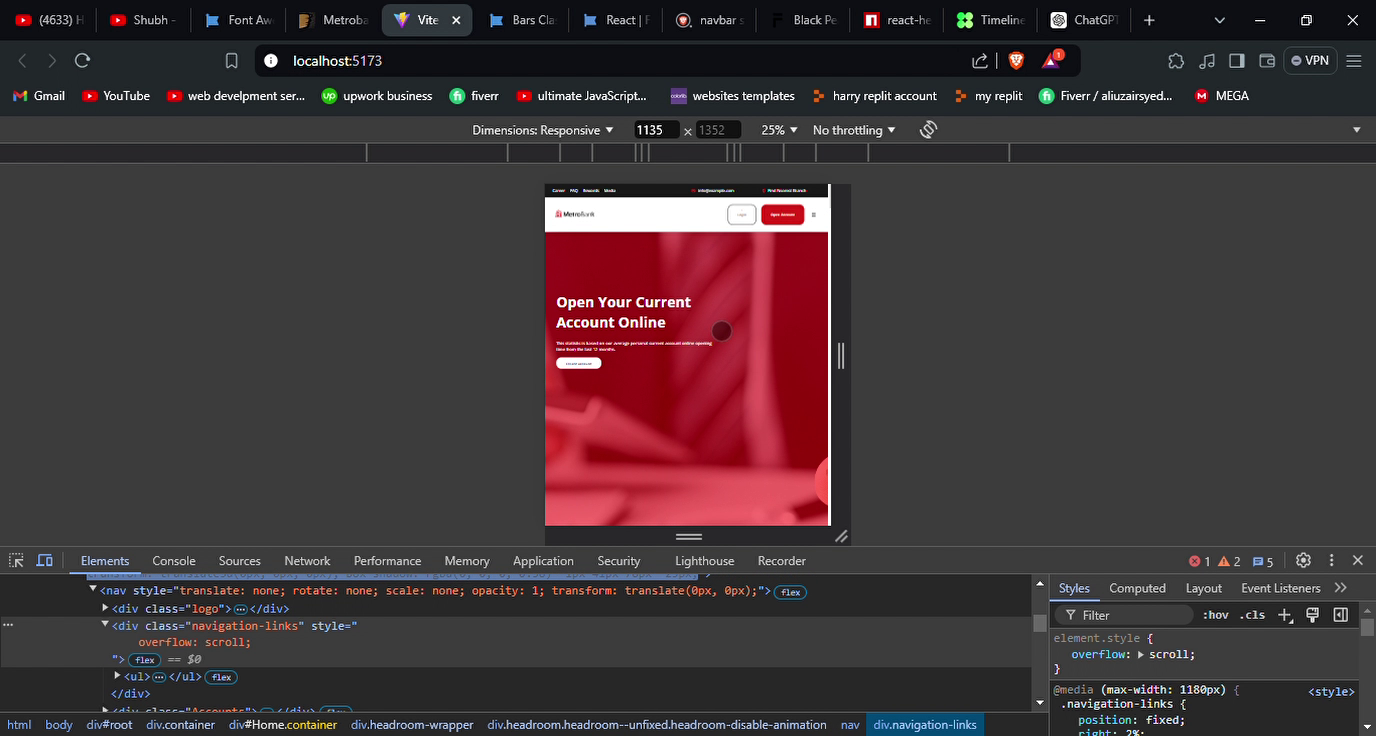 (4633) H
Shubh -
Font Aw
Metroba
Vite
Bars Cla
React | F
navbar s
Black Pe
react-he
Timeline
ChatGPT
localhost:5173
1
VPN
Gmail
YouTube
web develpment ser...
upwork business
fiverr
ultimate JavaScript...
websites templates
harry replit account
my replit
Fiverr / aliuzairsyed...
MEGA
Dimensions: Responsive
1135
×
1352
25%
No throttling
Career FAQ Rewards Media
info@example.com
Find Nearest Branch
MetroBank
Login
Open Account
Open Your Current
Account Online
This statistic is based on our average personal current account online opening
time from the last 12 months.
Elements
Console
Sources
Network
Performance
Memory
Application
Security
Lighthouse
Recorder
1
2
5
<nav style="translate: none; rotate: none; scale: none; opacity: 1; transform: translate(0px, 0px);"> flex
<div class="logo"> ⋯ </div>
<div class="navigation-links" style="
overflow: scroll;
"> flex == $0
<ul> ⋯ </ul> flex
</div>
<div class="Accounts"> ⋯ </div> flex
html
body
div#root
div.container
div#Home.container
div.headroom-wrapper
div.headroom.headroom--unfixed.headroom-disable-animation
nav
div.navigation-links
Styles
Computed
Layout
Event Listeners
Filter
:hov
.cls
element.style {
overflow: scroll;
}
@media (max-width: 1180px) {
<style>
.navigation-links {
position: fixed;
right: 2%;